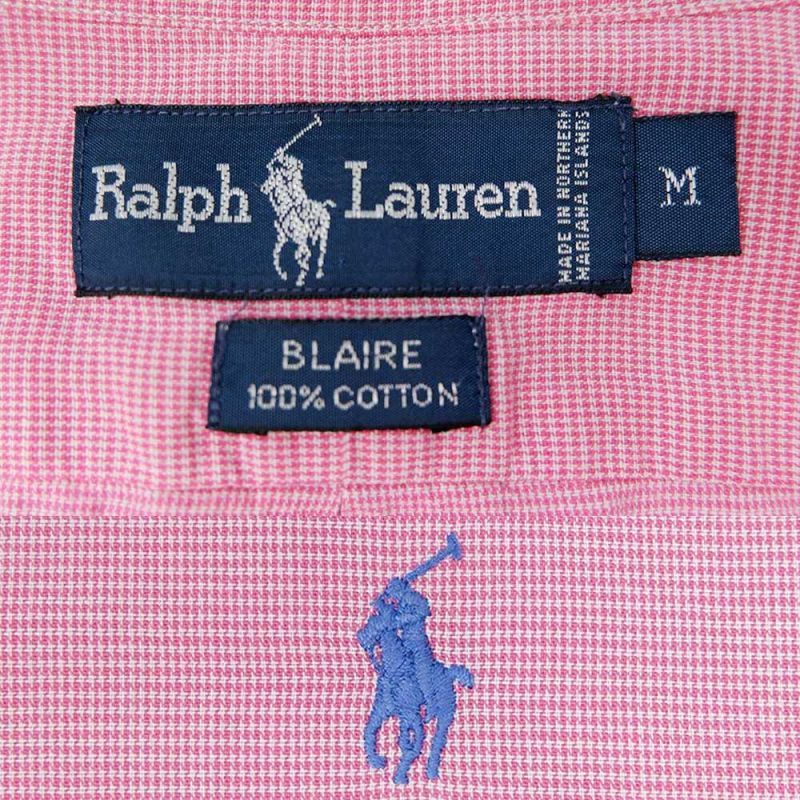 Ralph Lauren
MADE IN NORTHERN
MARIANA ISLANDS
M
BLAIRE
100% COTTON